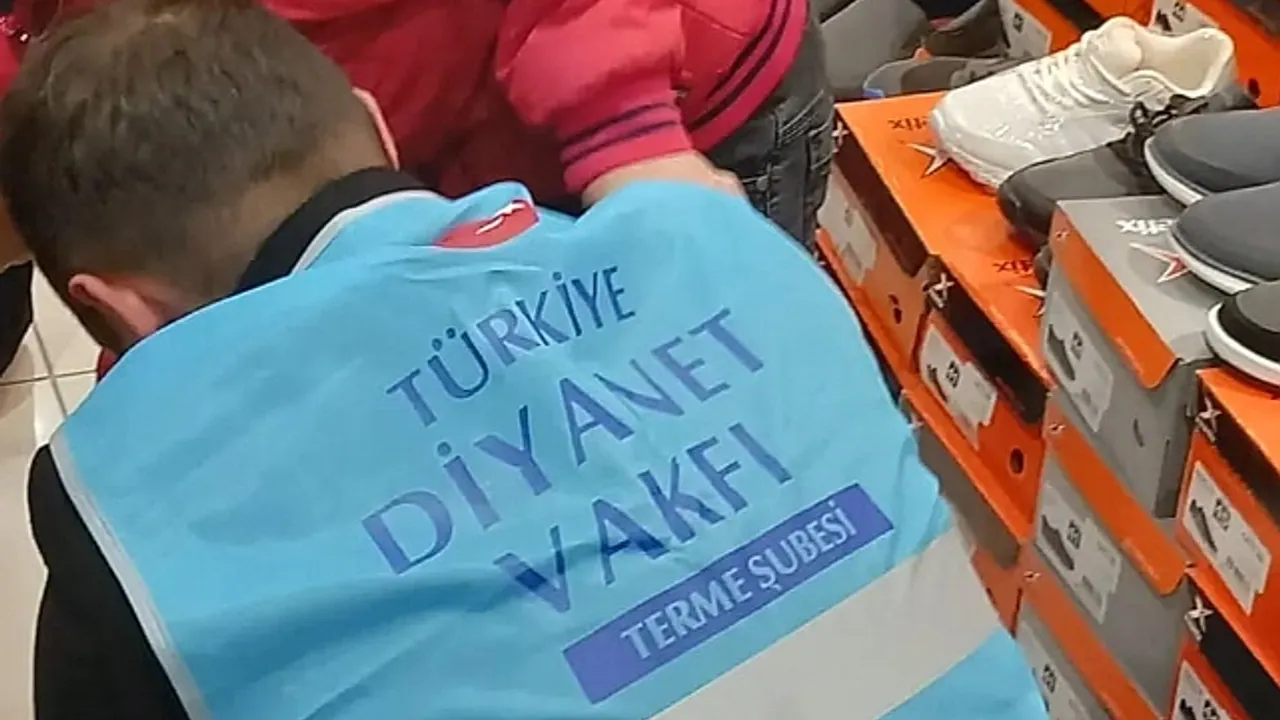 TÜRKİYE
DİYANET
VAKFI
TERME ŞUBESİ